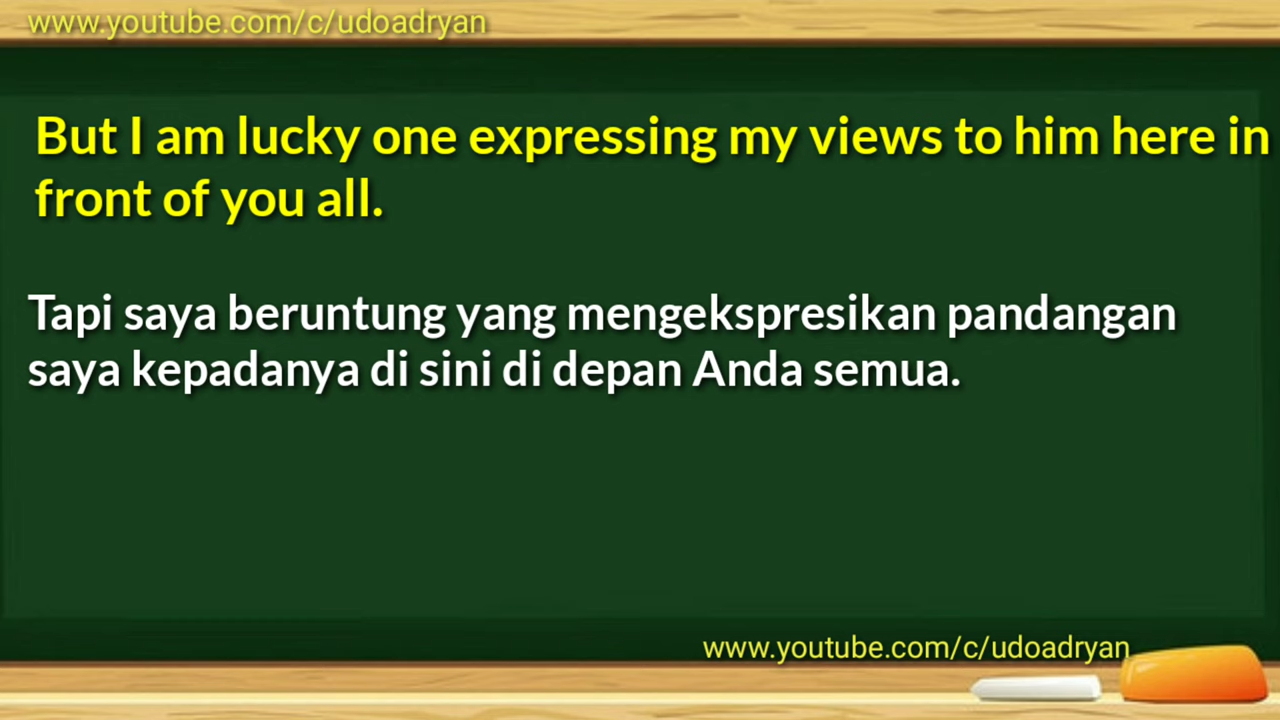 www.youtube.com/c/udoadryan
But I am lucky one expressing my views to him here in
front of you all.
Tapi saya beruntung yang mengekspresikan pandangan
saya kepadanya di sini di depan Anda semua.
www.youtube.com/c/udoadryan